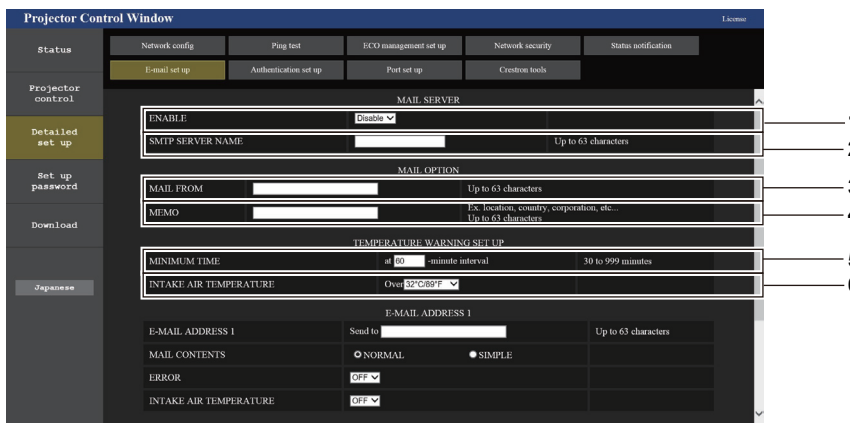 Projector Control Window
License
Status
Projector
control
Detailed
set up
Set up
password
Download
Japanese
Network config
Ping test
ECO management set up
Network security
Status notification
E-mail set up
Authentication set up
Port set up
Crestron tools
MAIL SERVER
ENABLE Disable
SMTP SERVER NAME Up to 63 characters
MAIL OPTION
MAIL FROM Up to 63 characters
MEMO Ex. location, country, corporation, etc...
Up to 63 characters
TEMPERATURE WARNING SET UP
MINIMUM TIME at 60 -minute interval 30 to 999 minutes
INTAKE AIR TEMPERATURE Over 32°C/89°F
E-MAIL ADDRESS 1
E-MAIL ADDRESS 1 Send to Up to 63 characters
MAIL CONTENTS NORMAL SIMPLE
ERROR OFF
INTAKE AIR TEMPERATURE OFF